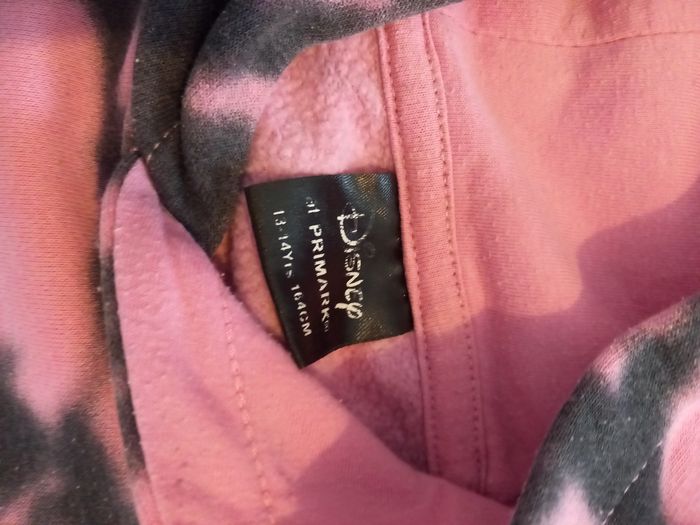 Disney
at PRIMARK
13-14Yrs 164CM